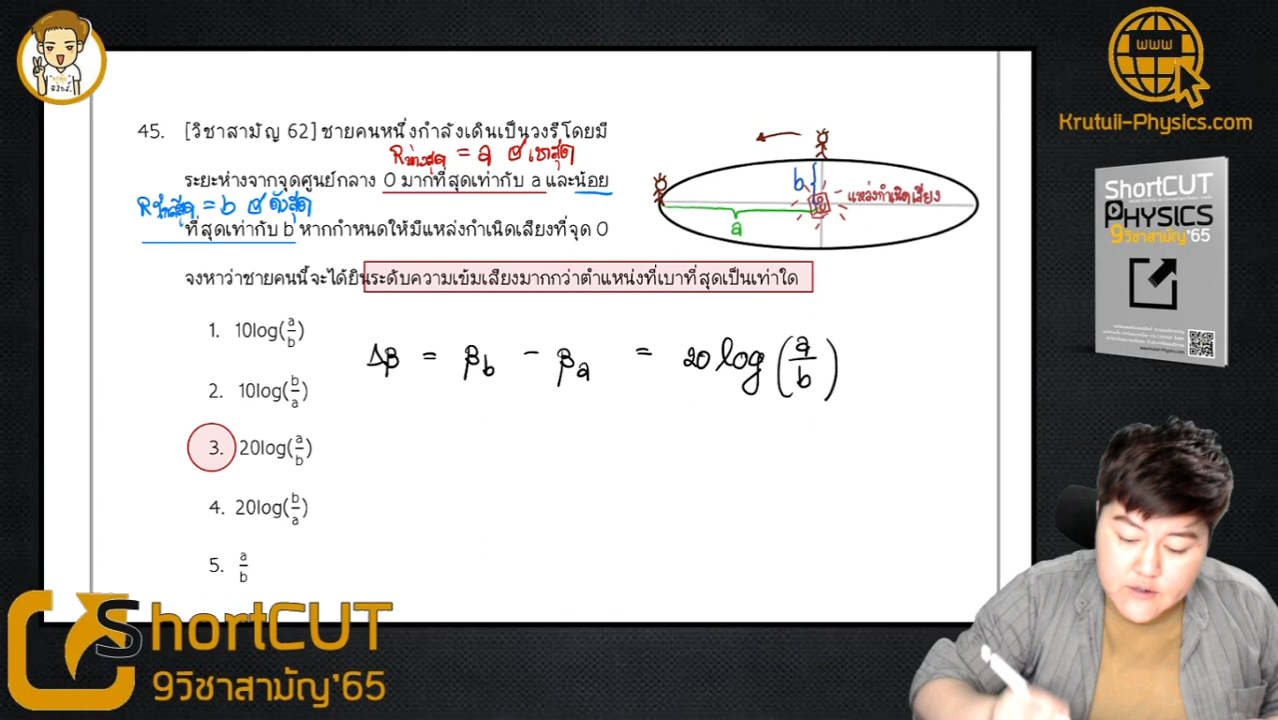 45. [วิชาสามัญ 62] ชายคนหนึ่งกำลังเดินเป็นวงรีโดยมี
R ห่างสุด = a เบาสุด
ระยะห่างจากจุดศูนย์กลาง 0 มากที่สุดเท่ากับ a และน้อย
R ใกล้สุด = b ดังสุด
ที่สุดเท่ากับ b หากกำหนดให้มีแหล่งกำเนิดเสียงที่จุด 0
จงหาว่าชายคนนี้จะได้ยินระดับความเข้มเสียงมากกว่าตำแหน่งที่เบาที่สุดเป็นเท่าใด
1. 10log(a/b)
2. 10log(b/a)
3. 20log(a/b)
4. 20log(b/a)
5. a/b
Δβ = βb - βa = 20 log (a/b)
b
แหล่งกำเนิดเสียง
a
WWW
Krutuii-Physics.com
ShortCUT
PHYSICS
9วิชาสามัญ'65
ShortCUT
9วิชาสามัญ'65